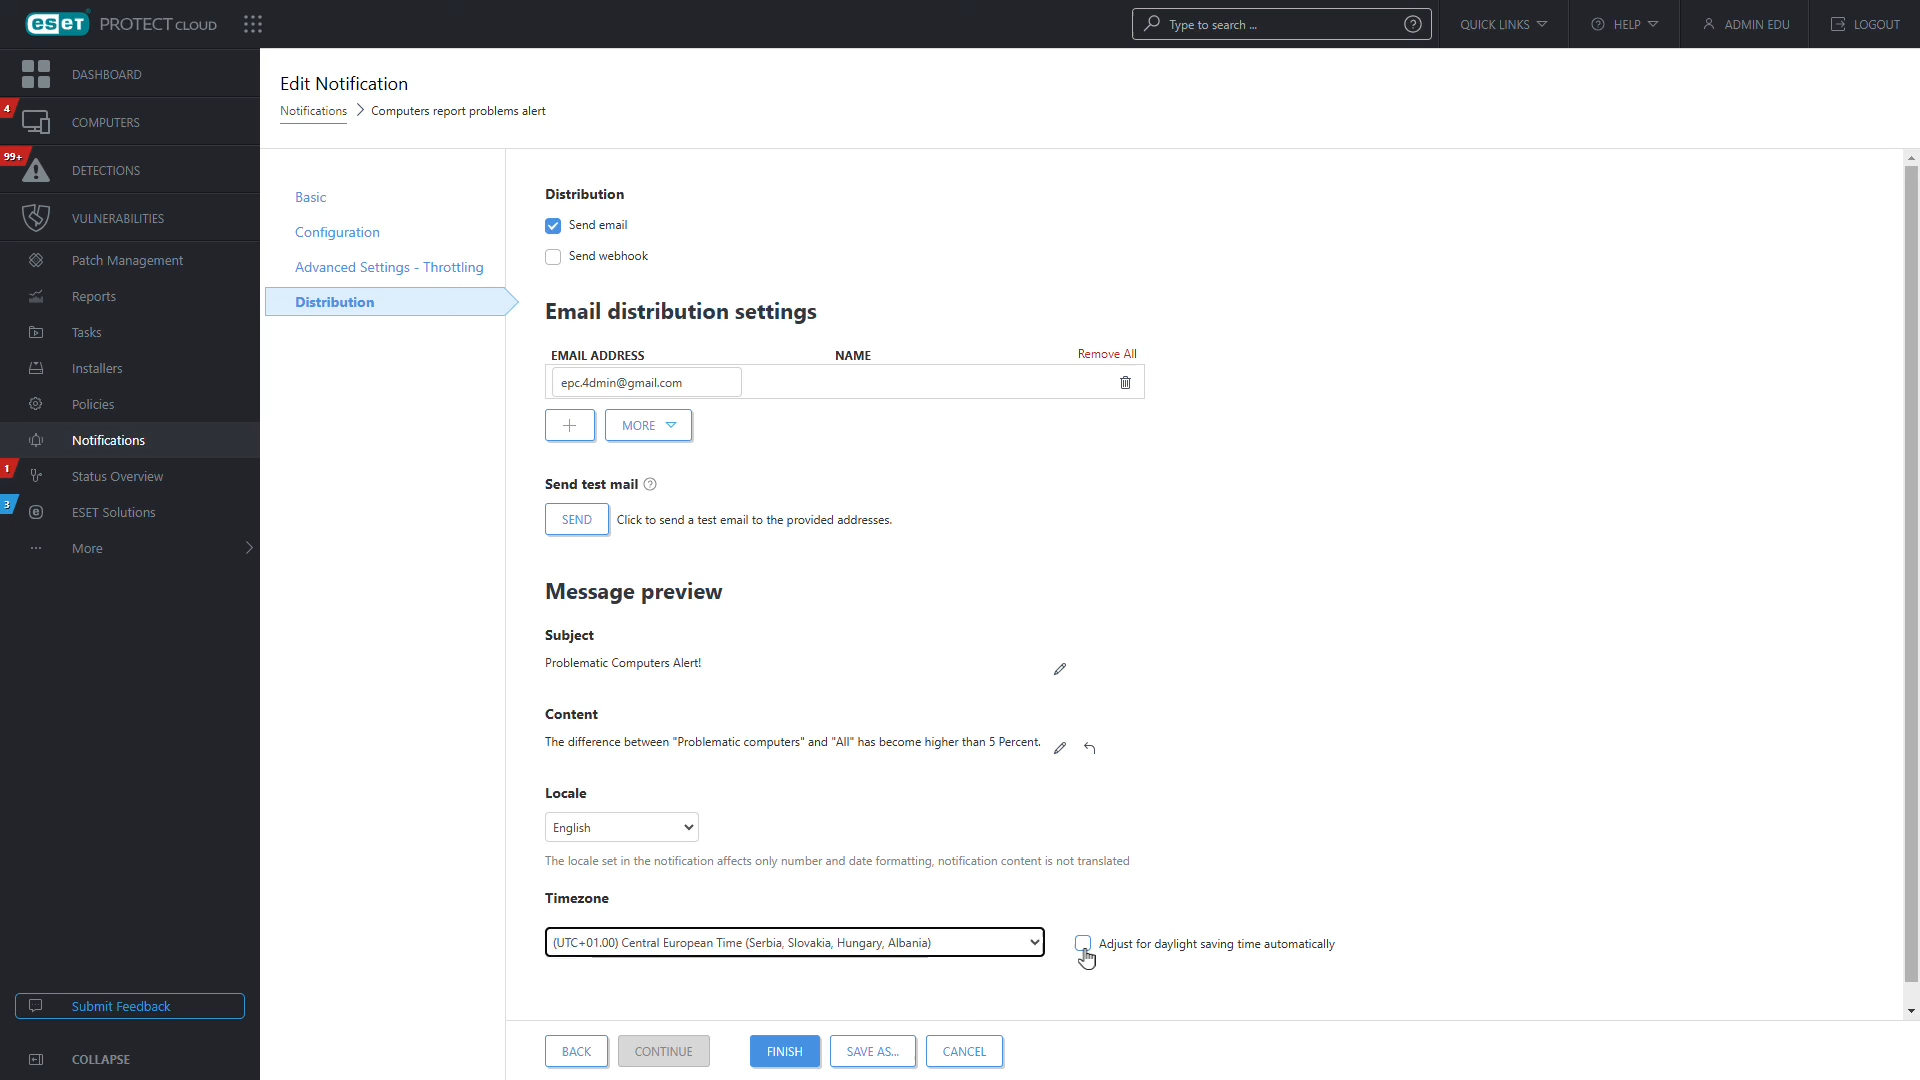 eset PROTECT CLOUD
Type to search ...
QUICK LINKS
HELP
ADMIN EDU
LOGOUT
DASHBOARD
4
COMPUTERS
99+
DETECTIONS
VULNERABILITIES
Patch Management
Reports
Tasks
Installers
Policies
Notifications
1
Status Overview
3
ESET Solutions
More
Submit Feedback
COLLAPSE
Edit Notification
Notifications > Computers report problems alert
Basic
Configuration
Advanced Settings - Throttling
Distribution
Distribution
Send email
Send webhook
Email distribution settings
EMAIL ADDRESS
NAME
Remove All
epc.4dmin@gmail.com
MORE
Send test mail
SEND
Click to send a test email to the provided addresses.
Message preview
Subject
Problematic Computers Alert!
Content
The difference between "Problematic computers" and "All" has become higher than 5 Percent.
Locale
English
The locale set in the notification affects only number and date formatting, notification content is not translated
Timezone
(UTC+01.00) Central European Time (Serbia, Slovakia, Hungary, Albania)
Adjust for daylight saving time automatically
BACK
CONTINUE
FINISH
SAVE AS...
CANCEL